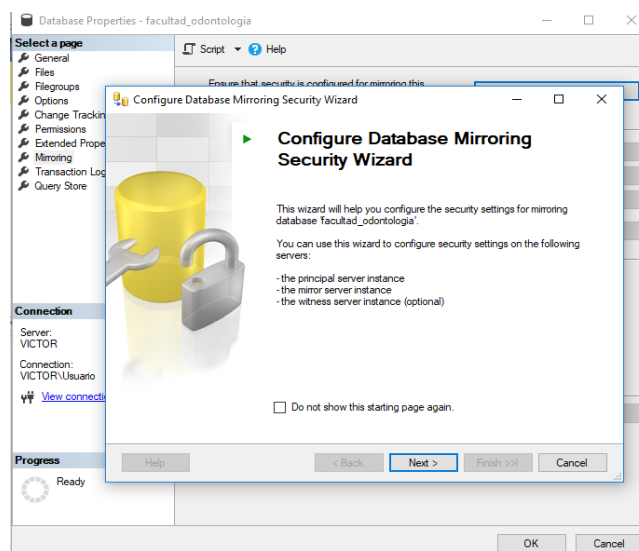 Database Properties - facultad_odontologia
Select a page
General
Files
Filegroups
Options
Change Trackin
Permissions
Extended Prope
Mirroring
Transaction Log
Query Store
Script
Help
Ensure that security is configured for mirroring this
Configure Database Mirroring Security Wizard
Configure Database Mirroring
Security Wizard
This wizard will help you configure the security settings for mirroring
database 'facultad_odontologia'.
You can use this wizard to configure security settings on the following
servers:
- the principal server instance
- the mirror server instance
- the witness server instance (optional)
Do not show this starting page again.
Help
< Back
Next >
Finish >>|
Cancel
Connection
Server:
VICTOR
Connection:
VICTOR\Usuario
View connecti
Progress
Ready
OK
Cancel